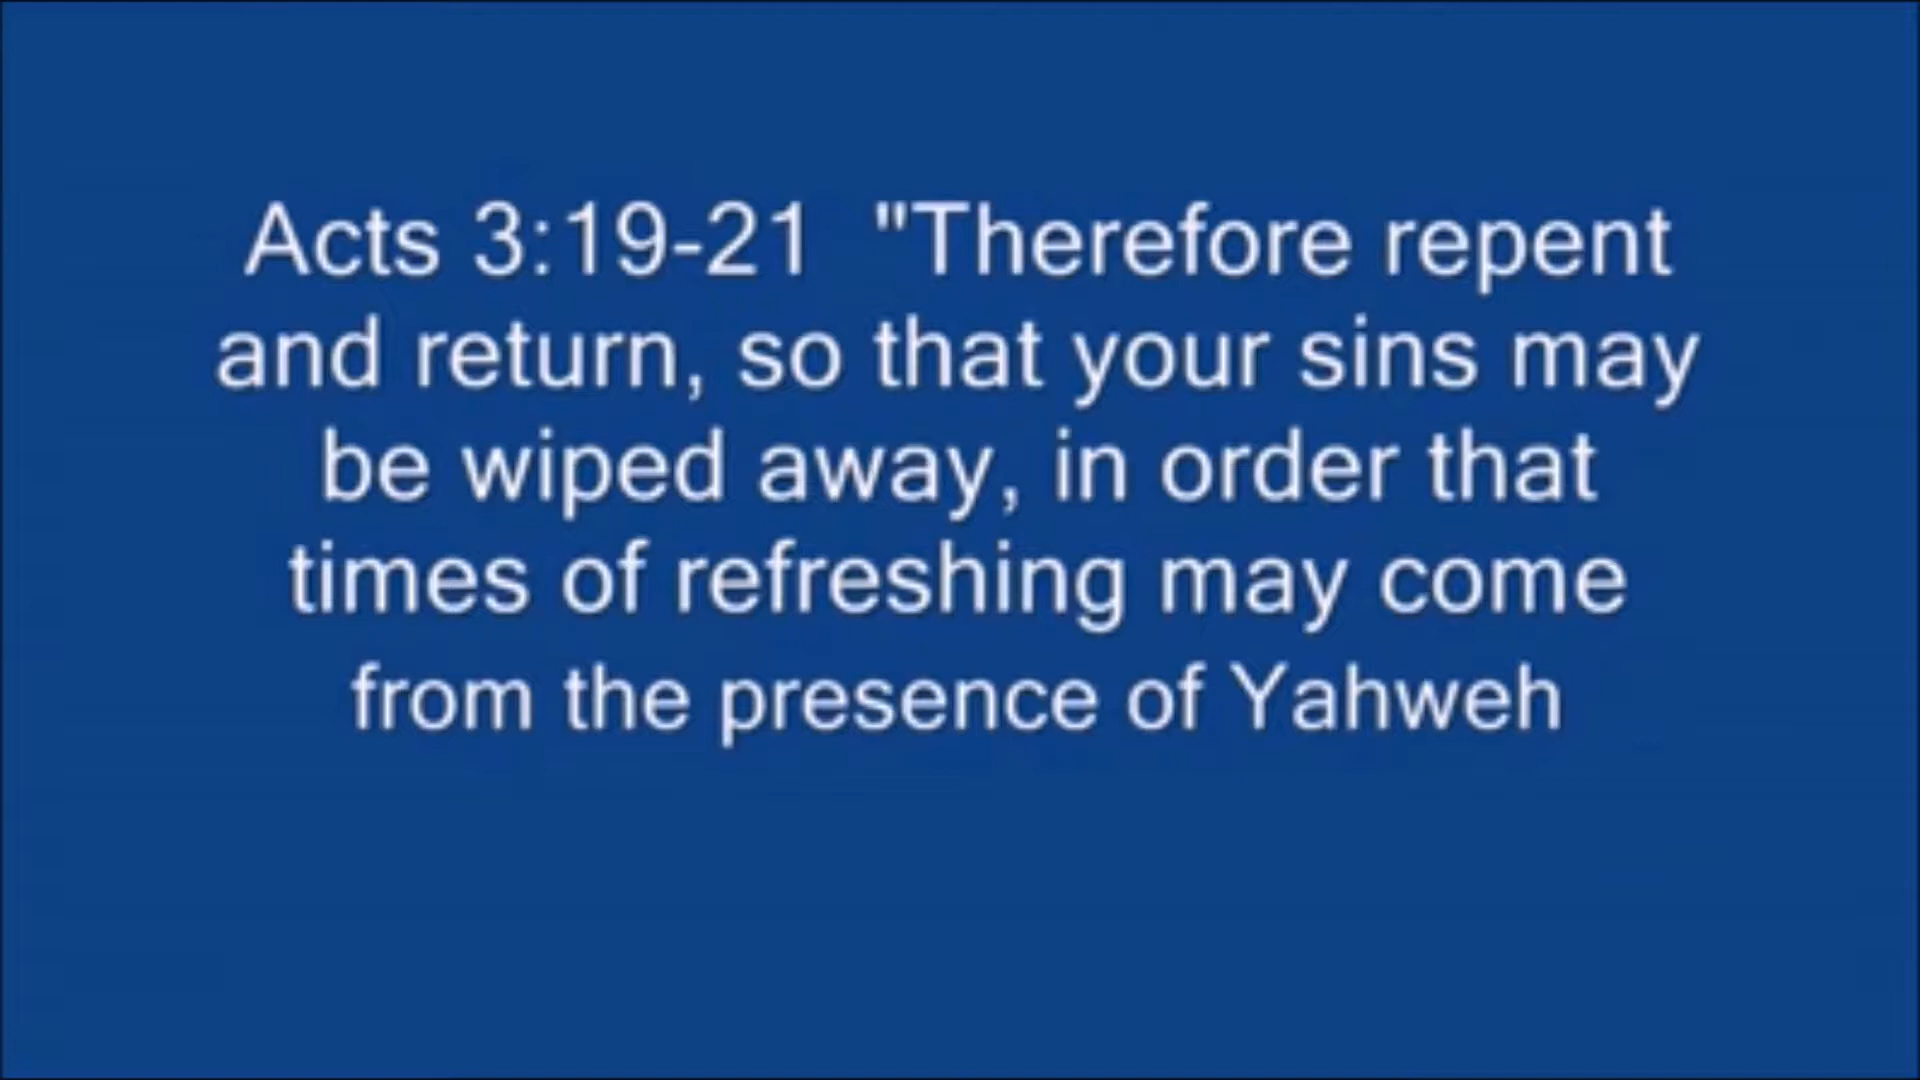 Acts 3:19-21  "Therefore repent
and return, so that your sins may
be wiped away, in order that
times of refreshing may come
from the presence of Yahweh